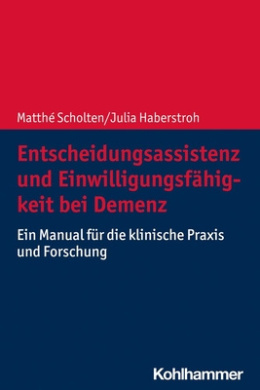 Matthé Scholten/Julia Haberstroh
Entscheidungsassistenz
und Einwilligungsfähig-
keit bei Demenz
Ein Manual für die klinische Praxis
und Forschung
Kohlhammer